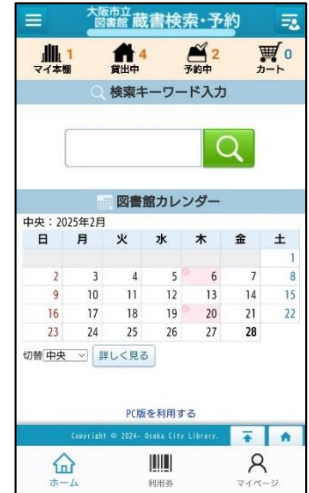 大阪市立図書館 蔵書検索・予約
1 4 2 0
マイ本棚 貸出中 予約中 カート
検索キーワード入力
図書館カレンダー
中央：2025年2月
日 月 火 水 木 金 土
1
2 3 4 5 6 7 8
9 10 11 12 13 14 15
16 17 18 19 20 21 22
23 24 25 26 27 28
切替 中央 詳しく見る
PC版を利用する
Copyright © 2024- Osaka City Library.
ホーム 利用券 マイページ